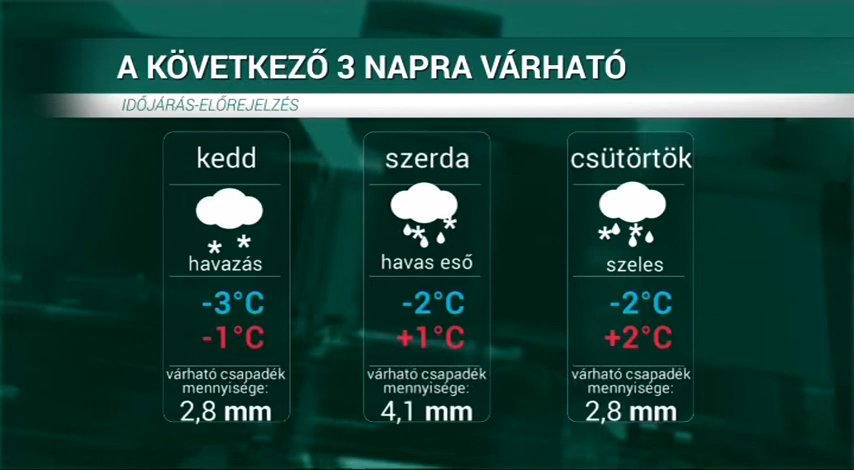 A KÖVETKEZŐ 3 NAPRA VÁRHATÓ
IDŐJÁRÁS-ELŐREJELZÉS
kedd
havazás
-3°C
-1°C
várható csapadék
mennyisége:
2,8 mm
szerda
havas eső
-2°C
+1°C
várható csapadék
mennyisége:
4,1 mm
csütörtök
szeles
-2°C
+2°C
várható csapadék
mennyisége:
2,8 mm